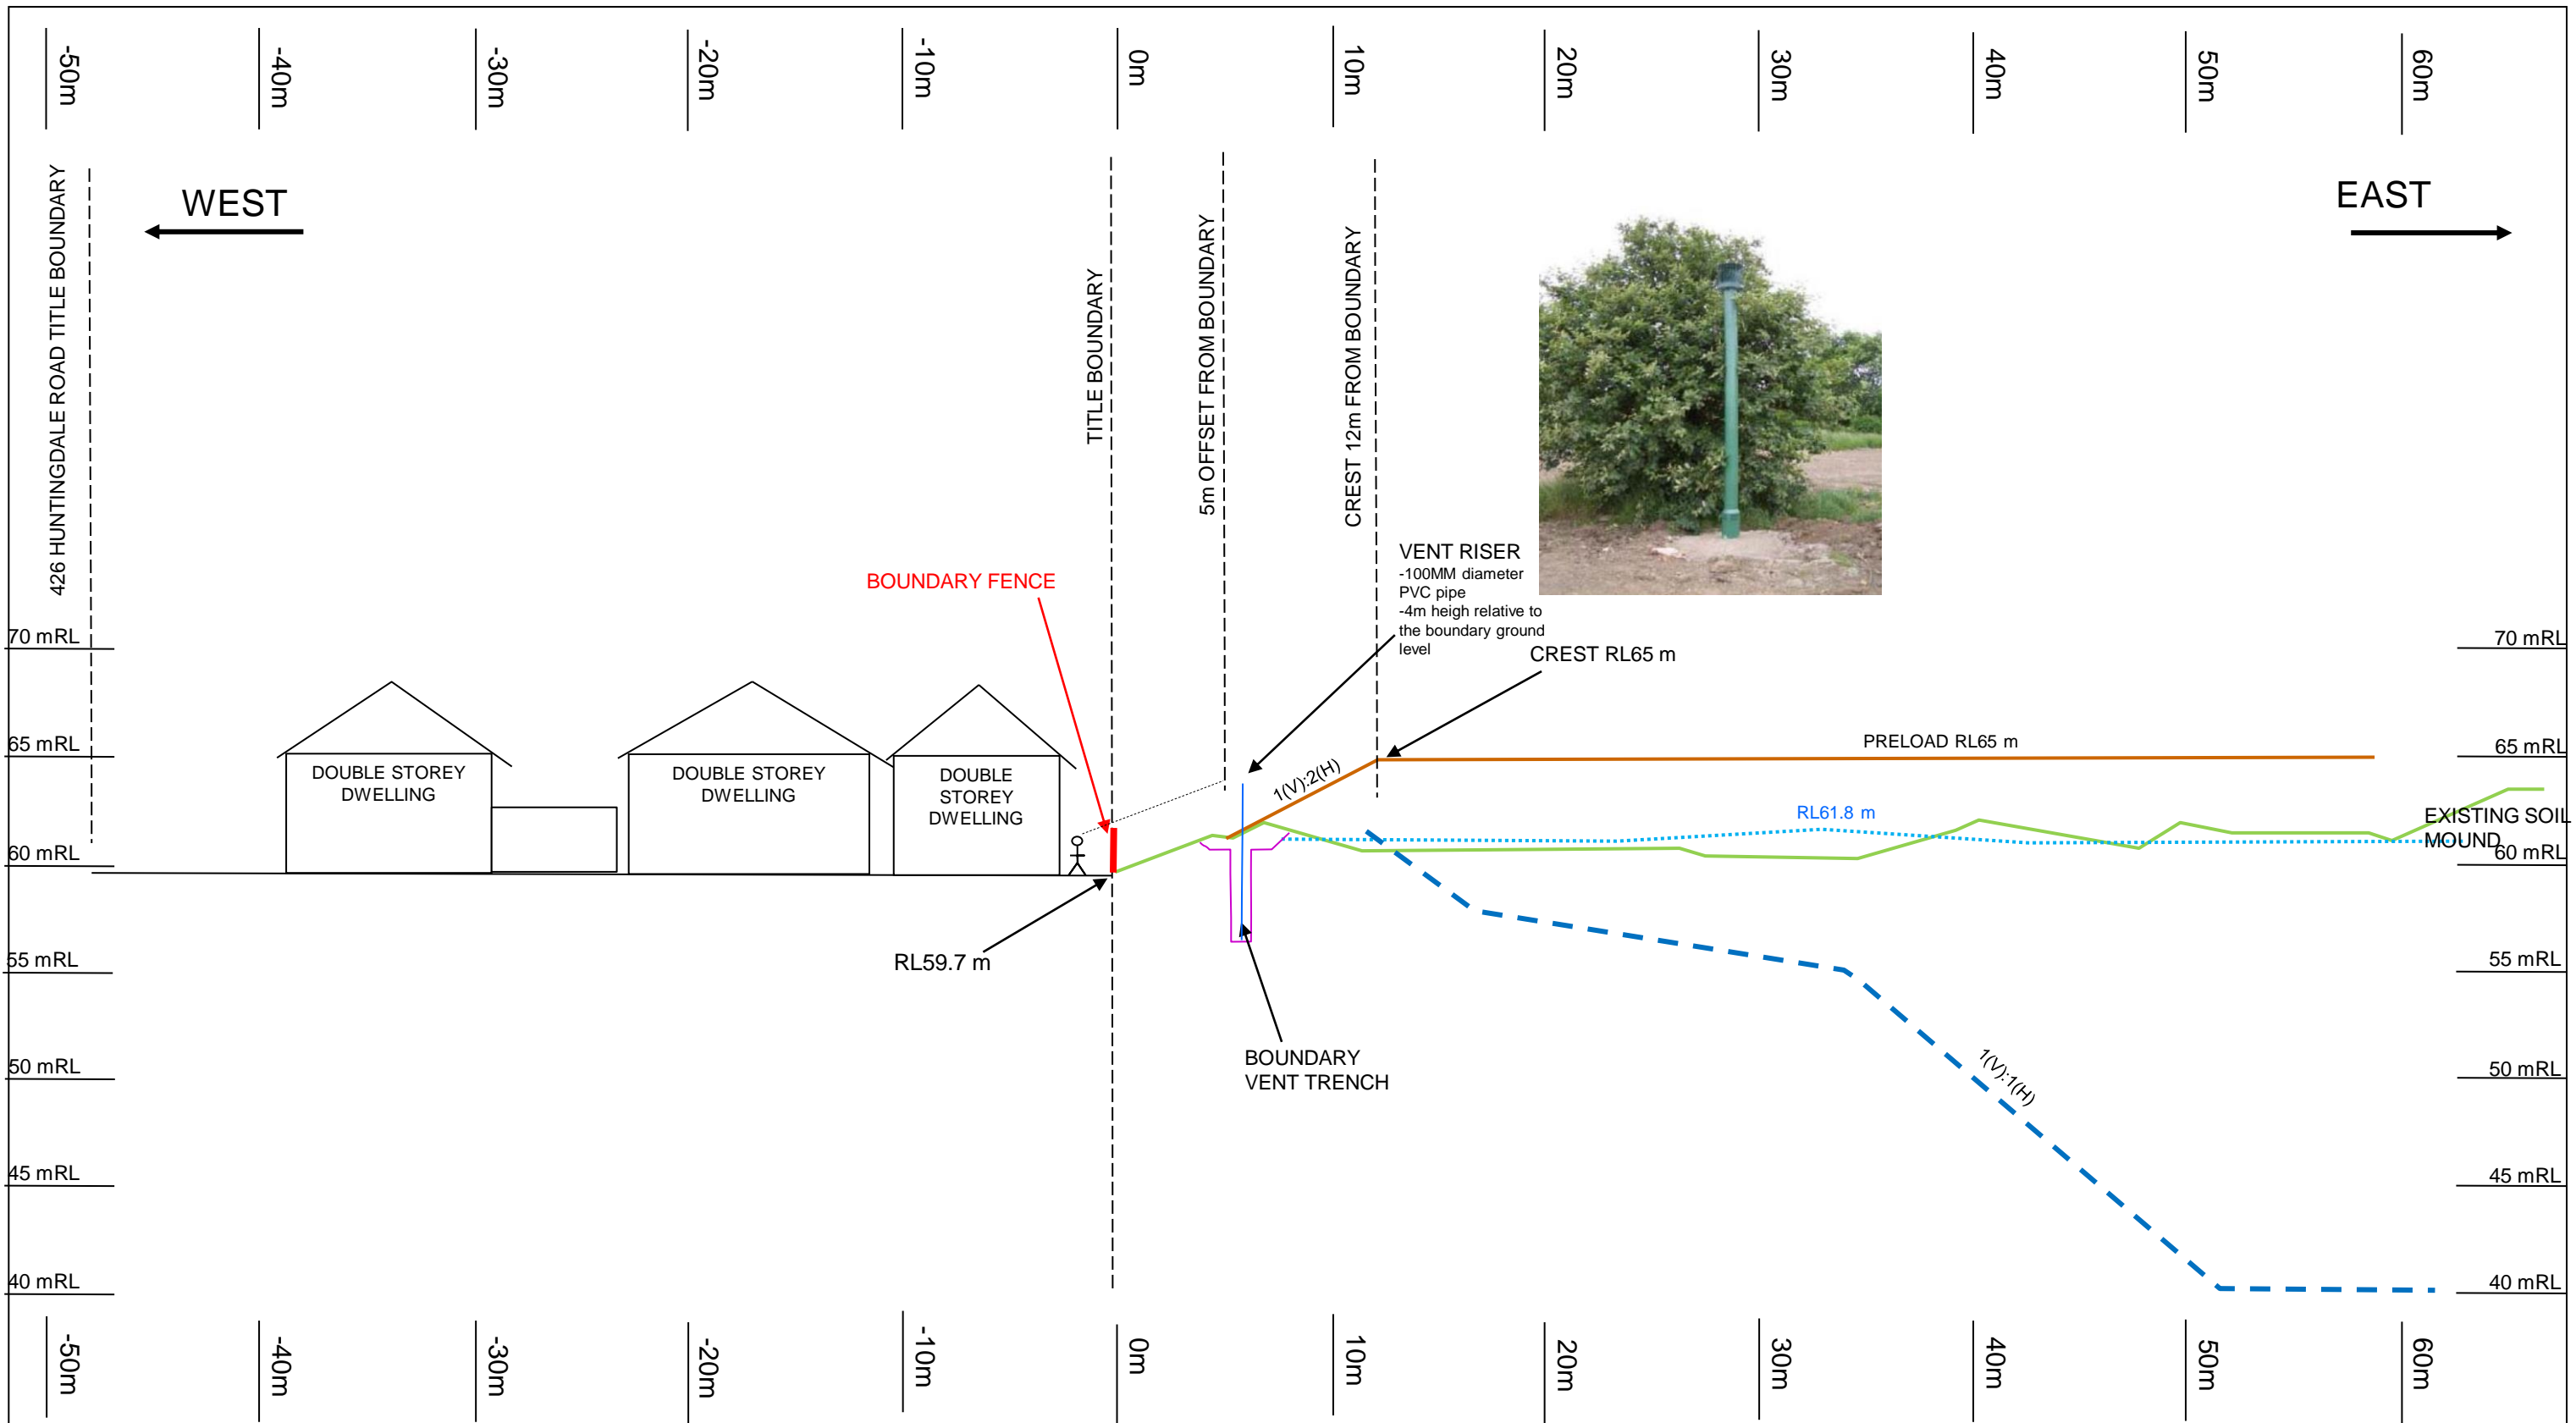 -50m
-40m
-30m
-20m
-10m
0m
10m
20m
30m
40m
50m
60m
426 HUNTINGDALE ROAD TITLE BOUNDARY
WEST
TITLE BOUNDARY
5m OFFSET FROM BOUNDARY
CREST 12m FROM BOUNDARY
EAST
BOUNDARY FENCE
VENT RISER
-100MM diameter
PVC pipe
-4m heigh relative to
the boundary ground
level
CREST RL65 m
70 mRL
70 mRL
65 mRL
65 mRL
PRELOAD RL65 m
1(V):2(H)
DOUBLE STOREY
DWELLING
DOUBLE STOREY
DWELLING
DOUBLE
STOREY
DWELLING
RL61.8 m
EXISTING SOIL
MOUND
60 mRL
60 mRL
RL59.7 m
55 mRL
55 mRL
BOUNDARY
VENT TRENCH
1(V):1(H)
50 mRL
50 mRL
45 mRL
45 mRL
40 mRL
40 mRL
-50m
-40m
-30m
-20m
-10m
0m
10m
20m
30m
40m
50m
60m